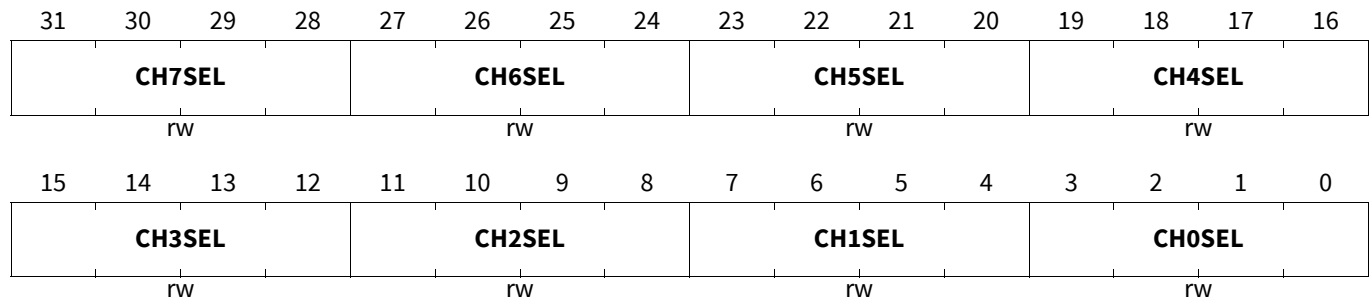 31 30 29 28 27 26 25 24 23 22 21 20 19 18 17 16
CH7SEL CH6SEL CH5SEL CH4SEL
rw rw rw rw
15 14 13 12 11 10 9 8 7 6 5 4 3 2 1 0
CH3SEL CH2SEL CH1SEL CH0SEL
rw rw rw rw